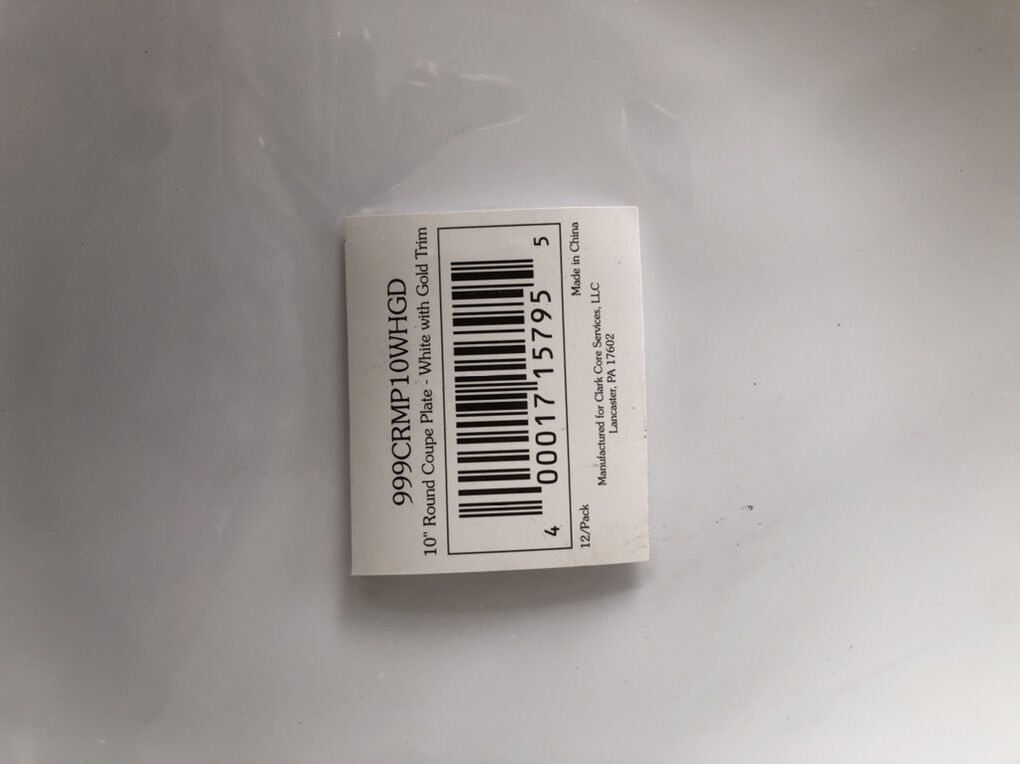 999CRMP10WHGD
10" Round Coupe Plate - White with Gold Trim
4 00017 15795 5
12/Pack Made in China
Manufactured for Clark Core Services, LLC
Lancaster, PA 17602